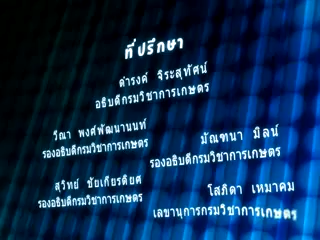 ที่ปรึกษา
ดำรงค์ จิระสุทัศน์
อธิบดีกรมวิชาการเกษตร
วีณา พงศ์พัฒนานนท์
รองอธิบดีกรมวิชาการเกษตร
มัณฑนา มิลน์
รองอธิบดีกรมวิชาการเกษตร
สุวิทย์ ชัยเกียรติยศ
รองอธิบดีกรมวิชาการเกษตร
โสภิดา เหมาคม
เลขานุการกรมวิชาการเกษตร